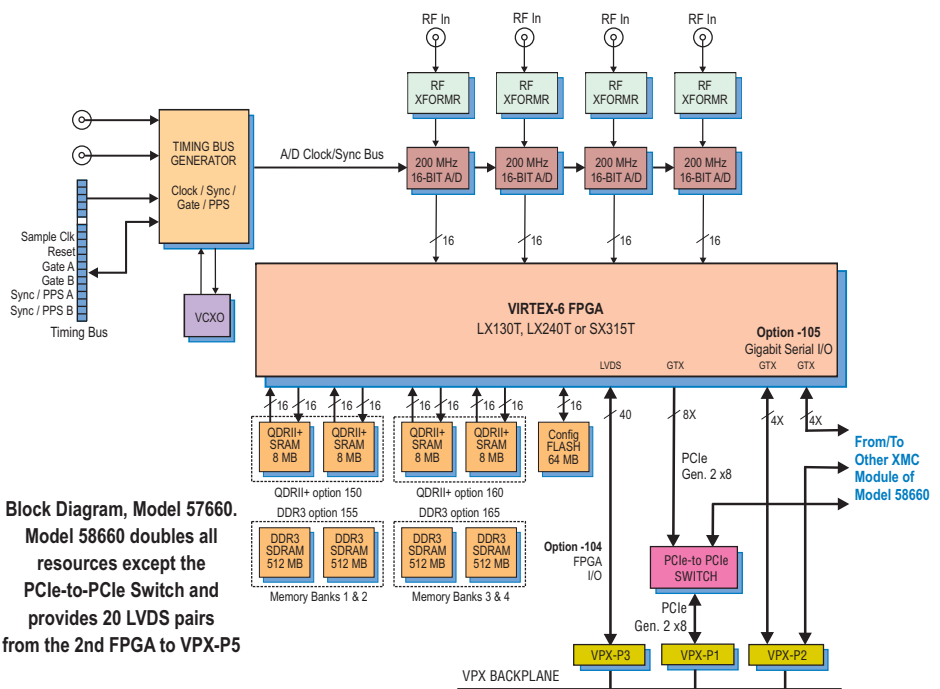 RF In
RF In
RF In
RF In
RF
XFORMR
RF
XFORMR
RF
XFORMR
RF
XFORMR
TIMING BUS
GENERATOR
Clock / Sync /
Gate / PPS
A/D Clock/Sync Bus
200 MHz
16-BIT A/D
200 MHz
16-BIT A/D
200 MHz
16-BIT A/D
200 MHz
16-BIT A/D
Sample Clk
Reset
Gate A
Gate B
Sync / PPS A
Sync / PPS B
Timing Bus
VCXO
16
16
16
16
VIRTEX-6 FPGA
LX130T, LX240T or SX315T
Option -105
Gigabit Serial I/O
LVDS
GTX
GTX
GTX
16
16
16
16
16
16
16
16
16
40
8X
4X
4X
QDRII+
SRAM
8 MB
QDRII+
SRAM
8 MB
QDRII+
SRAM
8 MB
QDRII+
SRAM
8 MB
Config
FLASH
64 MB
QDRII+ option 150
QDRII+ option 160
PCIe
Gen. 2 x8
From/To
Other XMC
Module of
Model 58660
DDR3 option 155
DDR3 option 165
DDR3
SDRAM
512 MB
DDR3
SDRAM
512 MB
DDR3
SDRAM
512 MB
DDR3
SDRAM
512 MB
Memory Banks 1 & 2
Memory Banks 3 & 4
Option -104
FPGA
I/O
PCIe-to PCIe
SWITCH
PCIe
Gen. 2 x8
Block Diagram, Model 57660.
Model 58660 doubles all
resources except the
PCIe-to-PCIe Switch and
provides 20 LVDS pairs
from the 2nd FPGA to VPX-P5
VPX-P3
VPX-P1
VPX-P2
VPX BACKPLANE